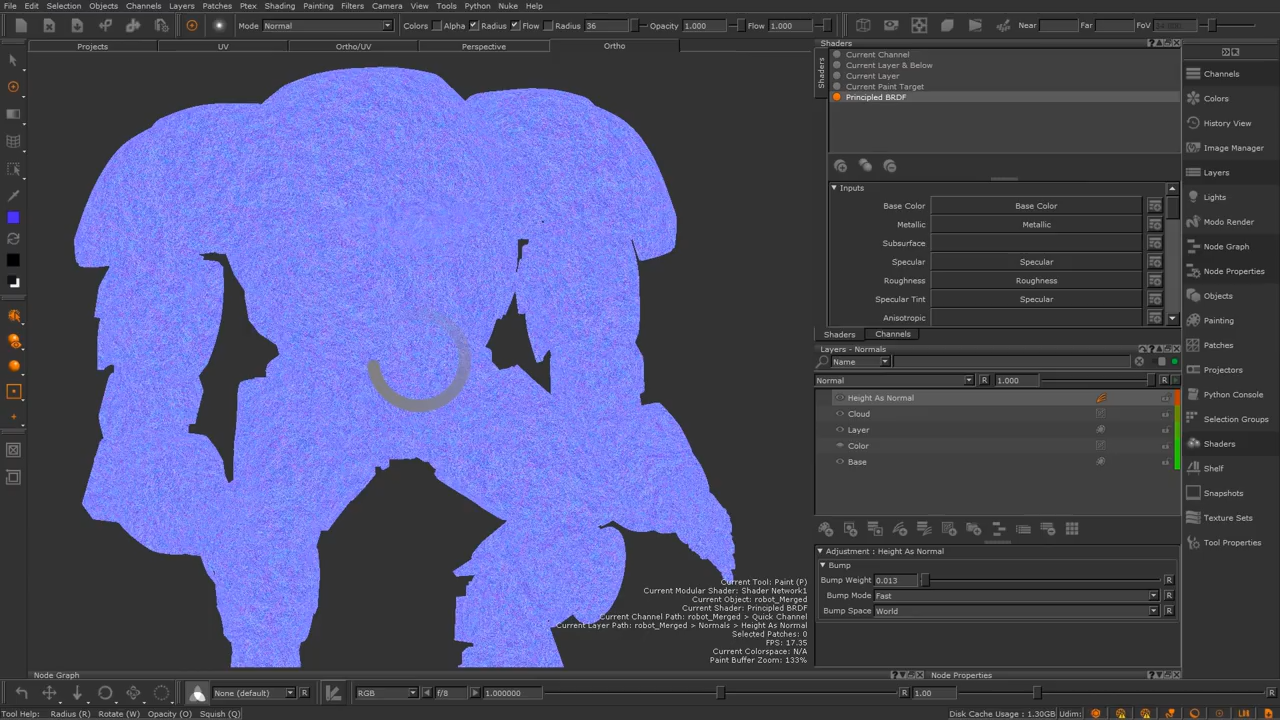 File Edit Selection Objects Channels Layers Patches Ptex Shading Painting Filters Camera View Tools Python Nuke Help
Mode Normal Colors Alpha Radius Flow Radius 36 Opacity 1.000 Flow 1.000 Near Far FoV
Projects UV Ortho/UV Perspective Ortho
Shaders
Shaders
Current Channel
Current Layer & Below
Current Layer
Current Paint Target
Principled BRDF
Inputs
Base Color Base Color
Metallic Metallic
Subsurface
Specular Specular
Roughness Roughness
Specular Tint Specular
Anisotropic
Shaders Channels
Layers - Normals
Name
Normal R 1.000 R
Height As Normal
Cloud
Layer
Color
Base
Adjustment : Height As Normal
Bump
Bump Weight 0.013 R
Bump Mode Fast R
Bump Space World R
Channels
Colors
History View
Image Manager
Layers
Lights
Modo Render
Node Graph
Node Properties
Objects
Painting
Patches
Projects
Python Console
Selection Groups
Shaders
Shelf
Snapshots
Texture Sets
Tool Properties
Current Tool: Paint (P)
Current Modular Shader: Shader Network1
Current Object: robot_Merged
Current Shader: Principled BRDF
Current Channel Path: robot_Merged > Quick Channel
Current Layer Path: robot_Merged > Normals > Height As Normal
Selected Patches: 0
FPS: 17.35
Current Colorspace: N/A
Paint Buffer Zoom: 133%
Node Graph Node Properties
None (default) R RGB f/8 1.000000 R 1.00 R
Tool Help: Radius (R) Rotate (W) Opacity (O) Squish (Q) Disk Cache Usage : 1.30GB Udim: